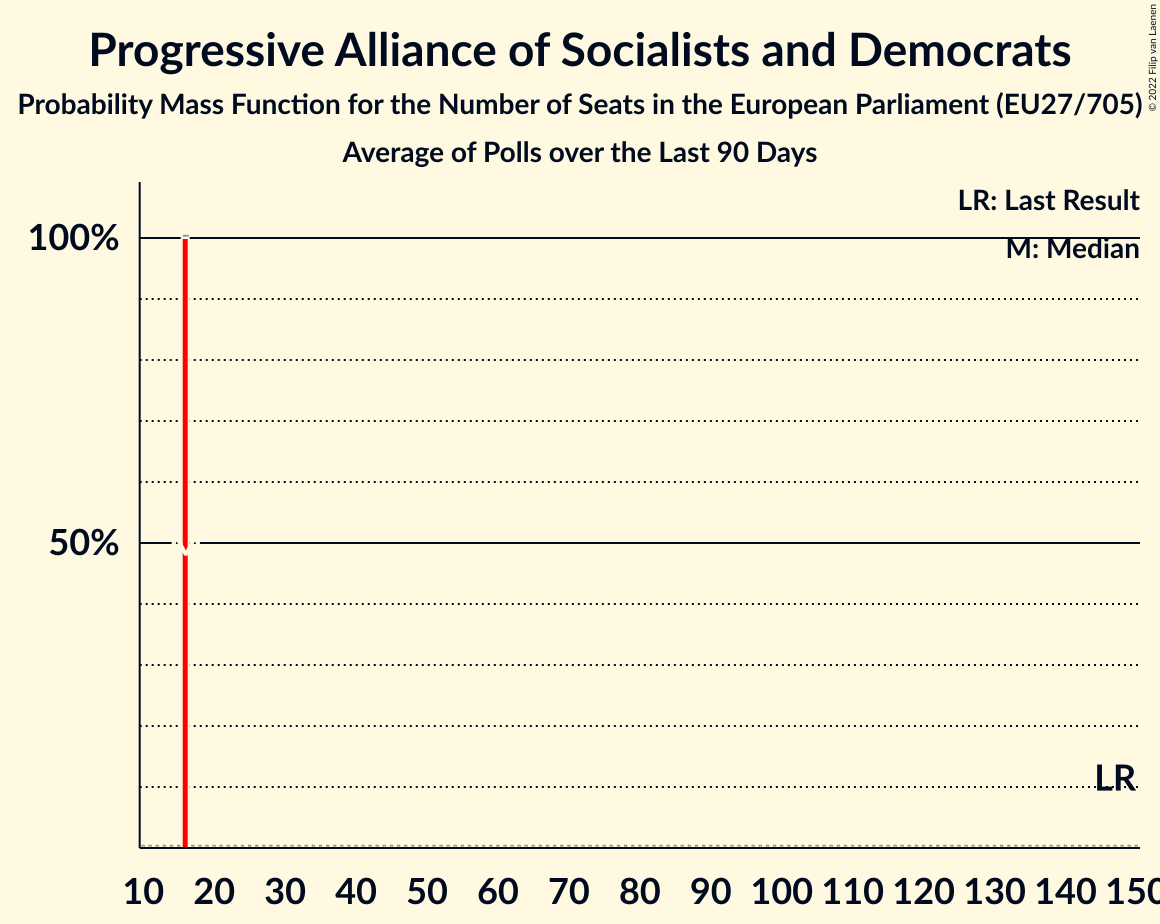 Progressive Alliance of Socialists and Democrats
Probability Mass Function for the Number of Seats in the European Parliament (EU27/705)
Average of Polls over the Last 90 Days
© 2022 Filip van Laenen
LR: Last Result
M: Median
100%
50%
LR
10 20 30 40 50 60 70 80 90 100 110 120 130 140 150